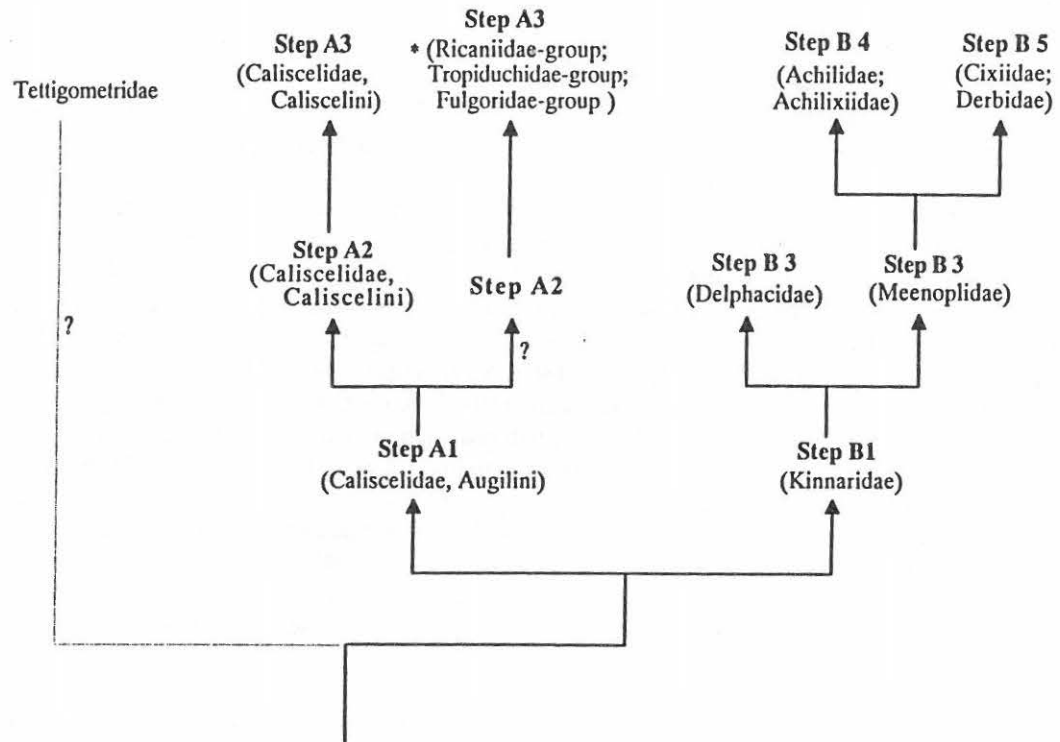 Tettigometridae
Step A3
(Caliscelidae,
Caliscelini)
Step A3
* (Ricaniidae-group;
Tropiduchidae-group;
Fulgoridae-group )
Step B 4
(Achilidae;
Achilixiidae)
Step B 5
(Cixiidae;
Derbidae)
Step A2
(Caliscelidae,
Caliscelini)
Step A2
Step B 3
(Delphacidae)
Step B 3
(Meenoplidae)
?
?
Step A1
(Caliscelidae, Augilini)
Step B1
(Kinnaridae)